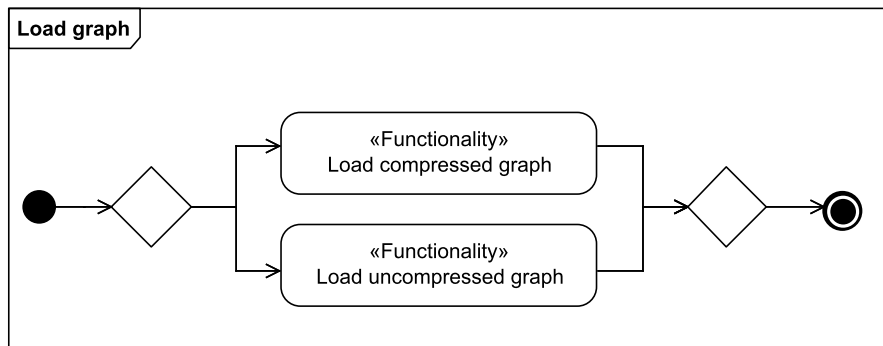 Load graph
«Functionality»
Load compressed graph
«Functionality»
Load uncompressed graph